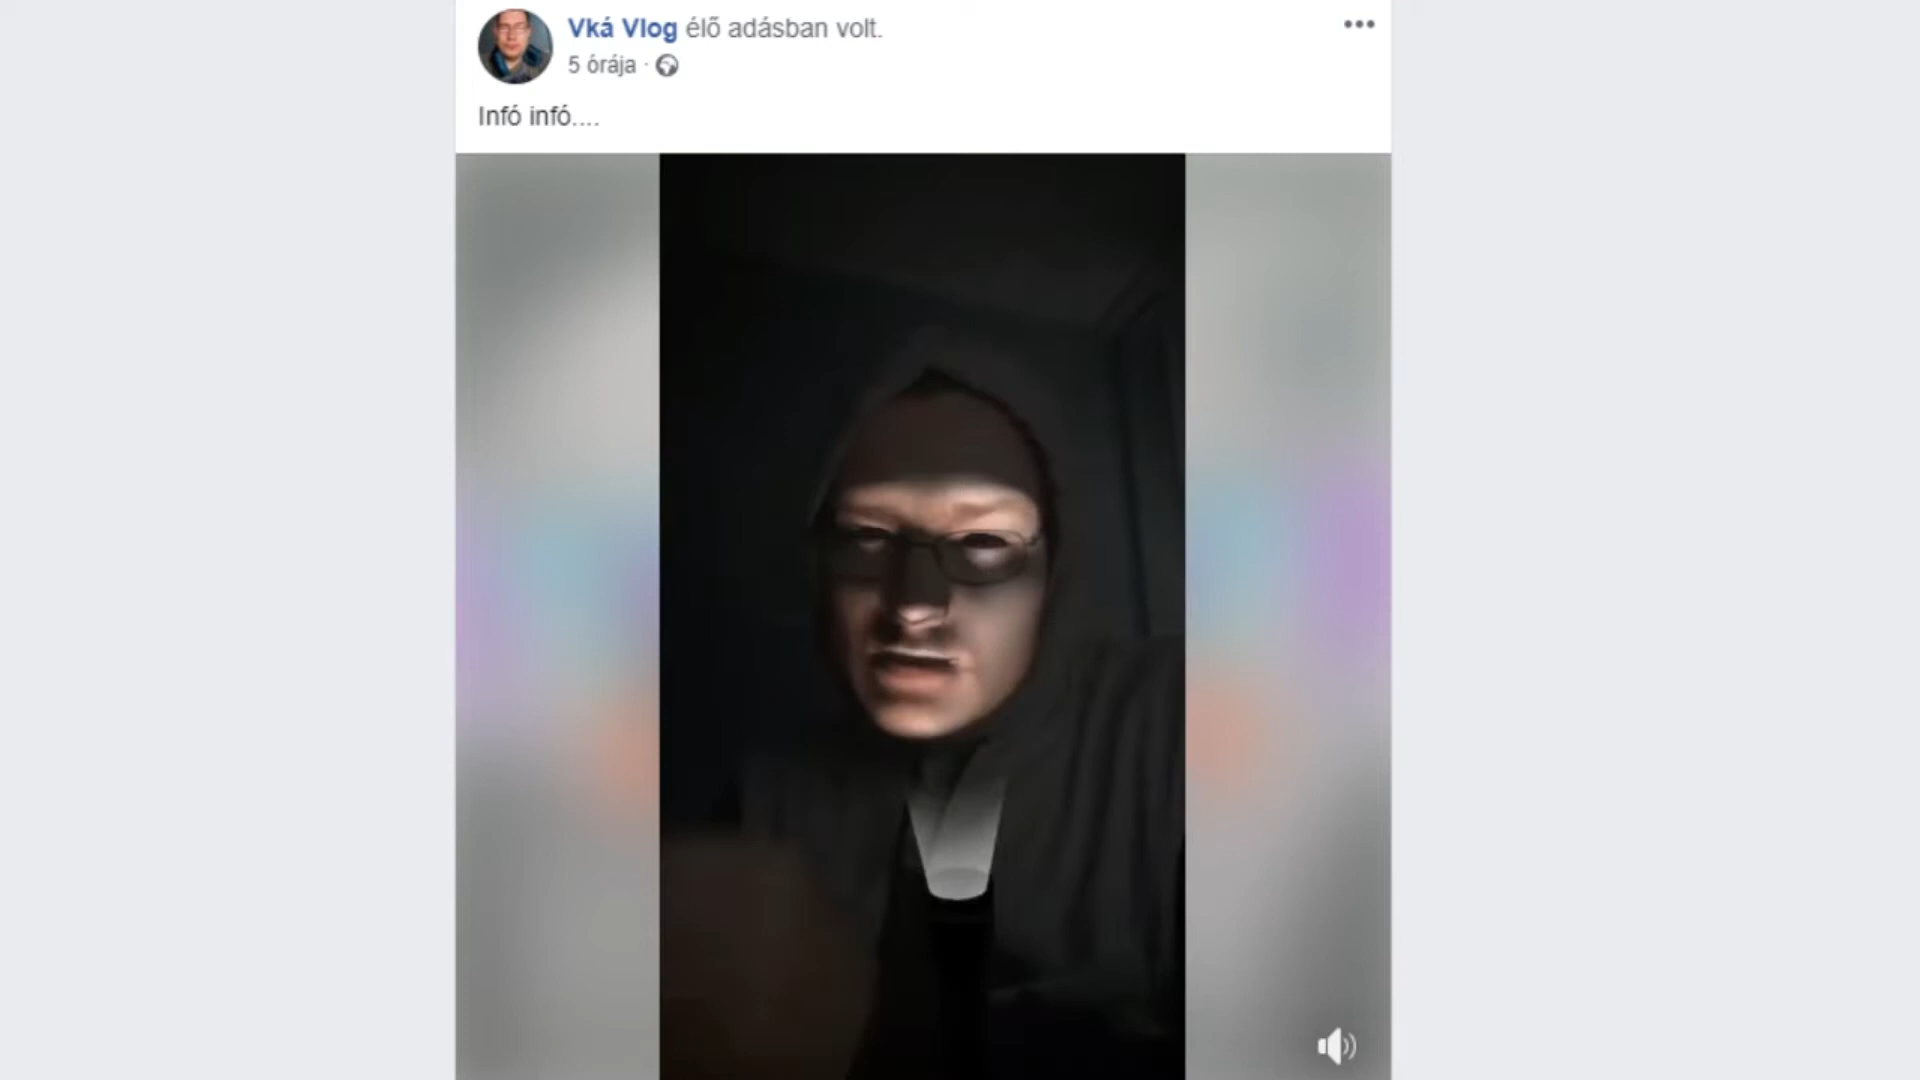 Vká Vlog élő adásban volt.
5 órája ·
Infó infó....